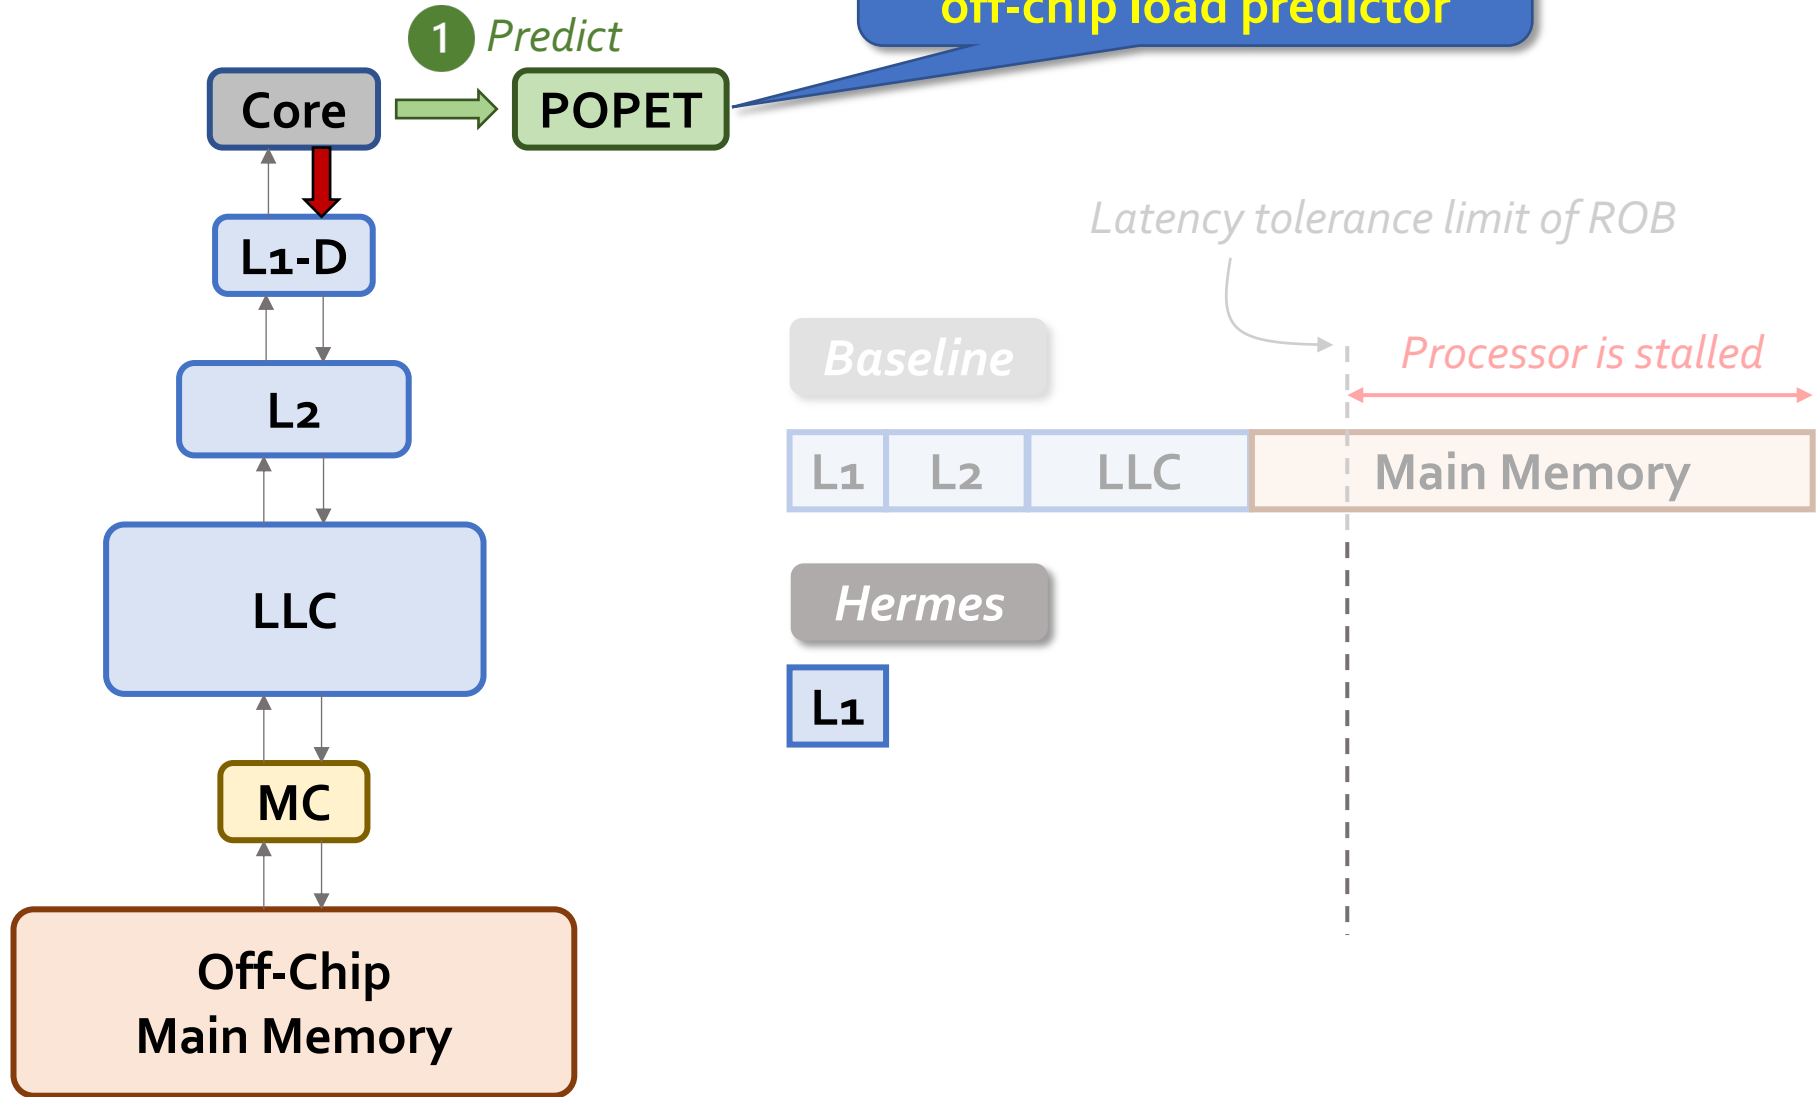 off-chip load predictor
1 Predict
Core
POPET
L1-D
L2
LLC
MC
Off-Chip
Main Memory
Latency tolerance limit of ROB
Baseline
Processor is stalled
L1 L2 LLC Main Memory
Hermes
L1